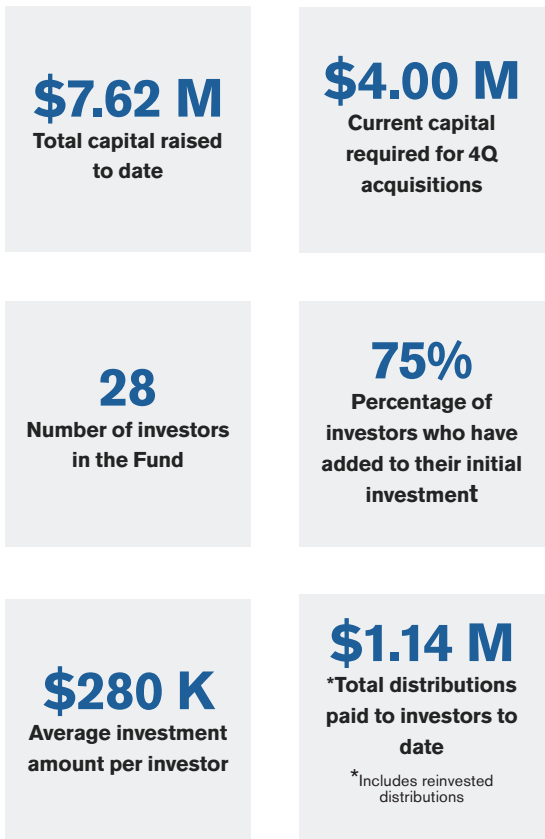 $7.62 M
Total capital raised
to date
$4.00 M
Current capital
required for 4Q
acquisitions
28
Number of investors
in the Fund
75%
Percentage of
investors who have
added to their initial
investment
$280 K
Average investment
amount per investor
$1.14 M
*Total distributions
paid to investors to
date
*Includes reinvested
distributions